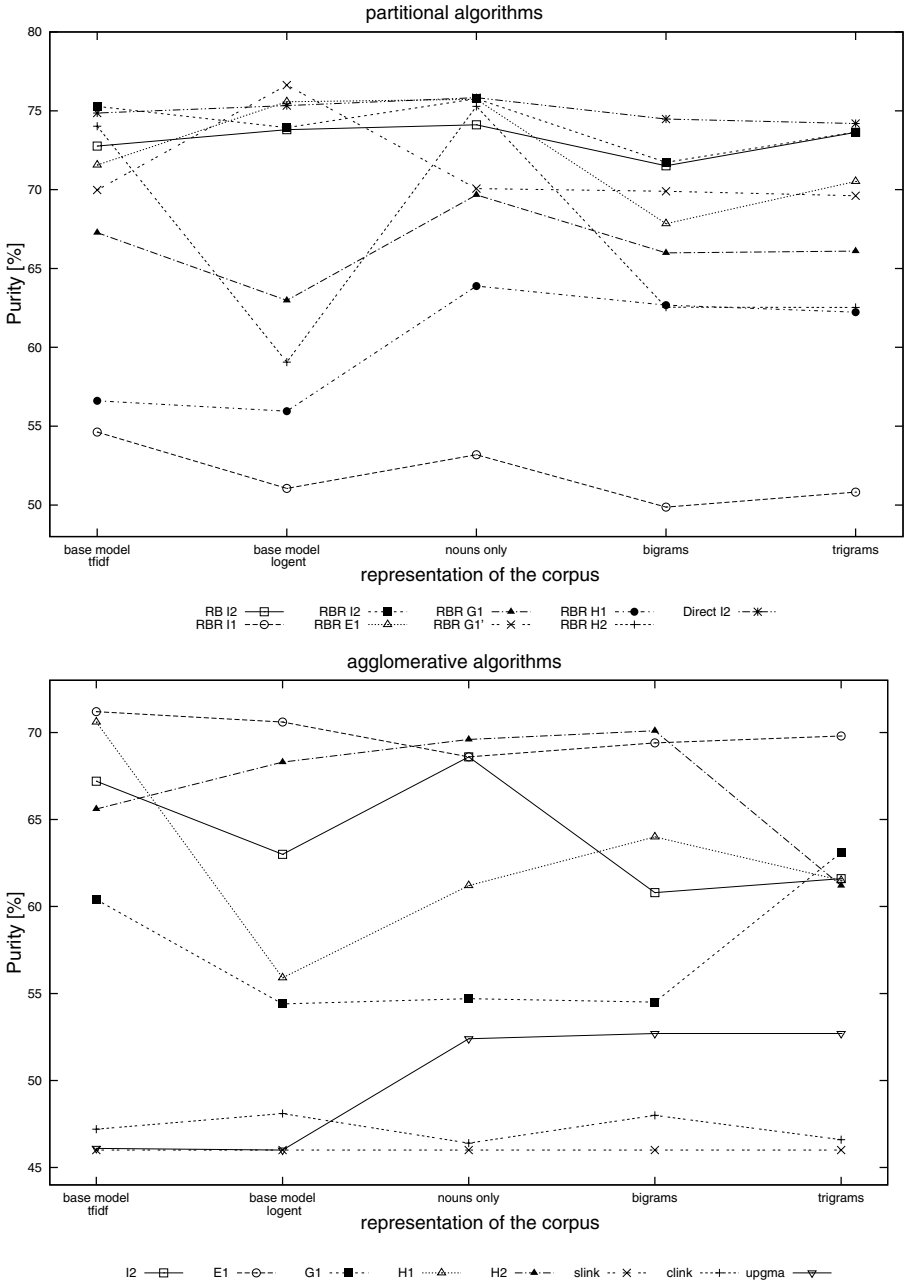 partitional algorithms
80
75
70
65
60
55
50
Purity [%]
base model tfidf
base model logent
nouns only
bigrams
trigrams
representation of the corpus
RB I2
RBR I2
RBR G1
RBR H1
Direct I2
RBR I1
RBR E1
RBR G1'
RBR H2
agglomerative algorithms
70
65
60
55
50
45
Purity [%]
base model tfidf
base model logent
nouns only
bigrams
trigrams
representation of the corpus
I2
E1
G1
H1
H2
slink
clink
upgma